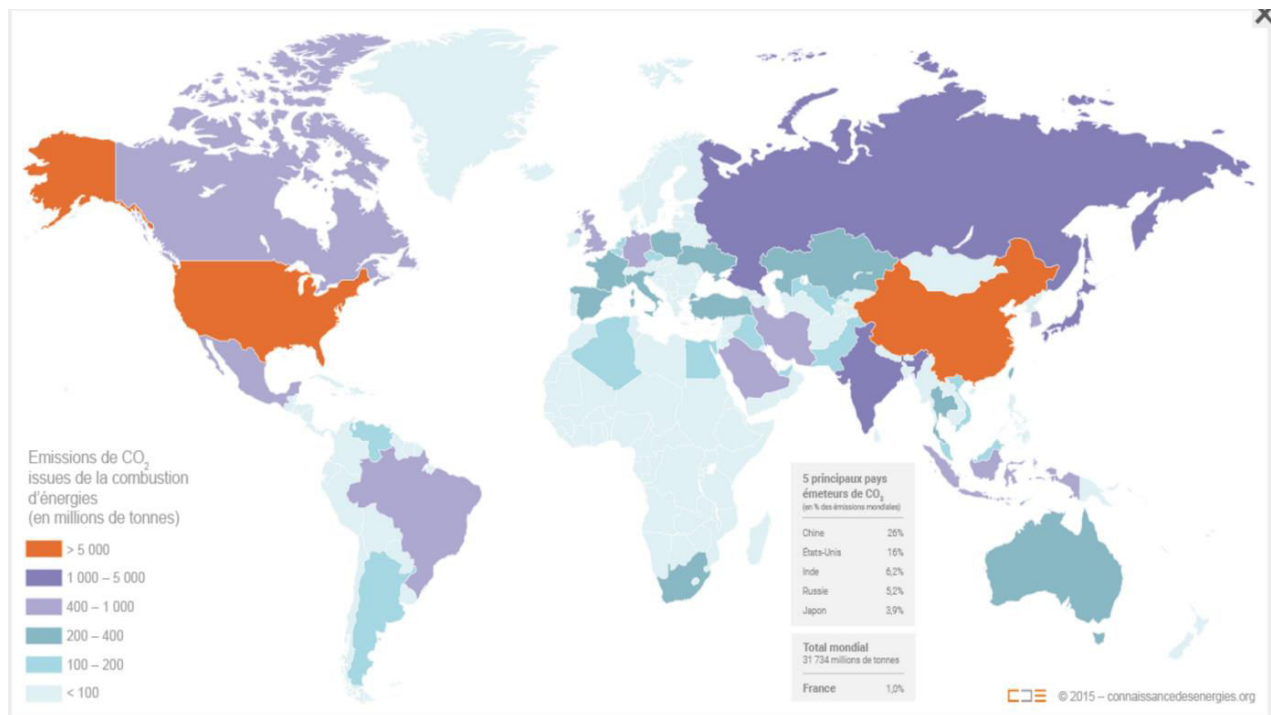 Emissions de CO₂
issues de la combustion
d'énergies
(en millions de tonnes)
> 5 000
1 000 – 5 000
400 – 1 000
200 – 400
100 – 200
< 100
5 principaux pays
émeteurs de CO₂
(en % des émissions mondiales)
Chine 26%
États-Unis 16%
Inde 6,2%
Russie 5,2%
Japon 3,9%
Total mondial
31 734 millions de tonnes
France 1,0%
CDE © 2015 – connaissancedesenergies.org